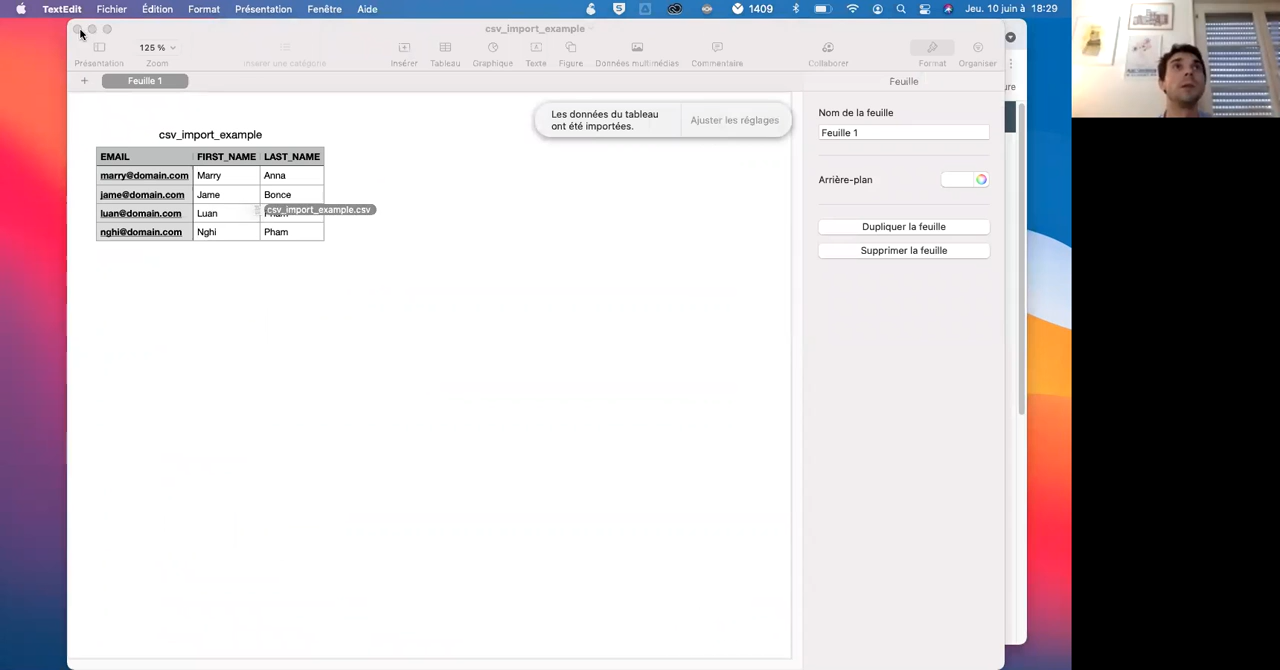 TextEdit Fichier Édition Format Présentation Fenêtre Aide 1409 Jeu. 10 juin à 18:29
csv_import_example
125 %
Présentation Zoom Insérer une catégorie Insérer Tableau Graphique Texte Figure Données multimédias Commentaire Collaborer Format Organiser
+ Feuille 1 Feuille
Les données du tableau
ont été importées.
Ajuster les réglages
Nom de la feuille
Feuille 1
Arrière-plan
Dupliquer la feuille
Supprimer la feuille
csv_import_example
EMAIL FIRST_NAME LAST_NAME
marry@domain.com Marry Anna
jame@domain.com Jame Bonce
luan@domain.com Luan
csv_import_example.csv
nghi@domain.com Nghi Pham